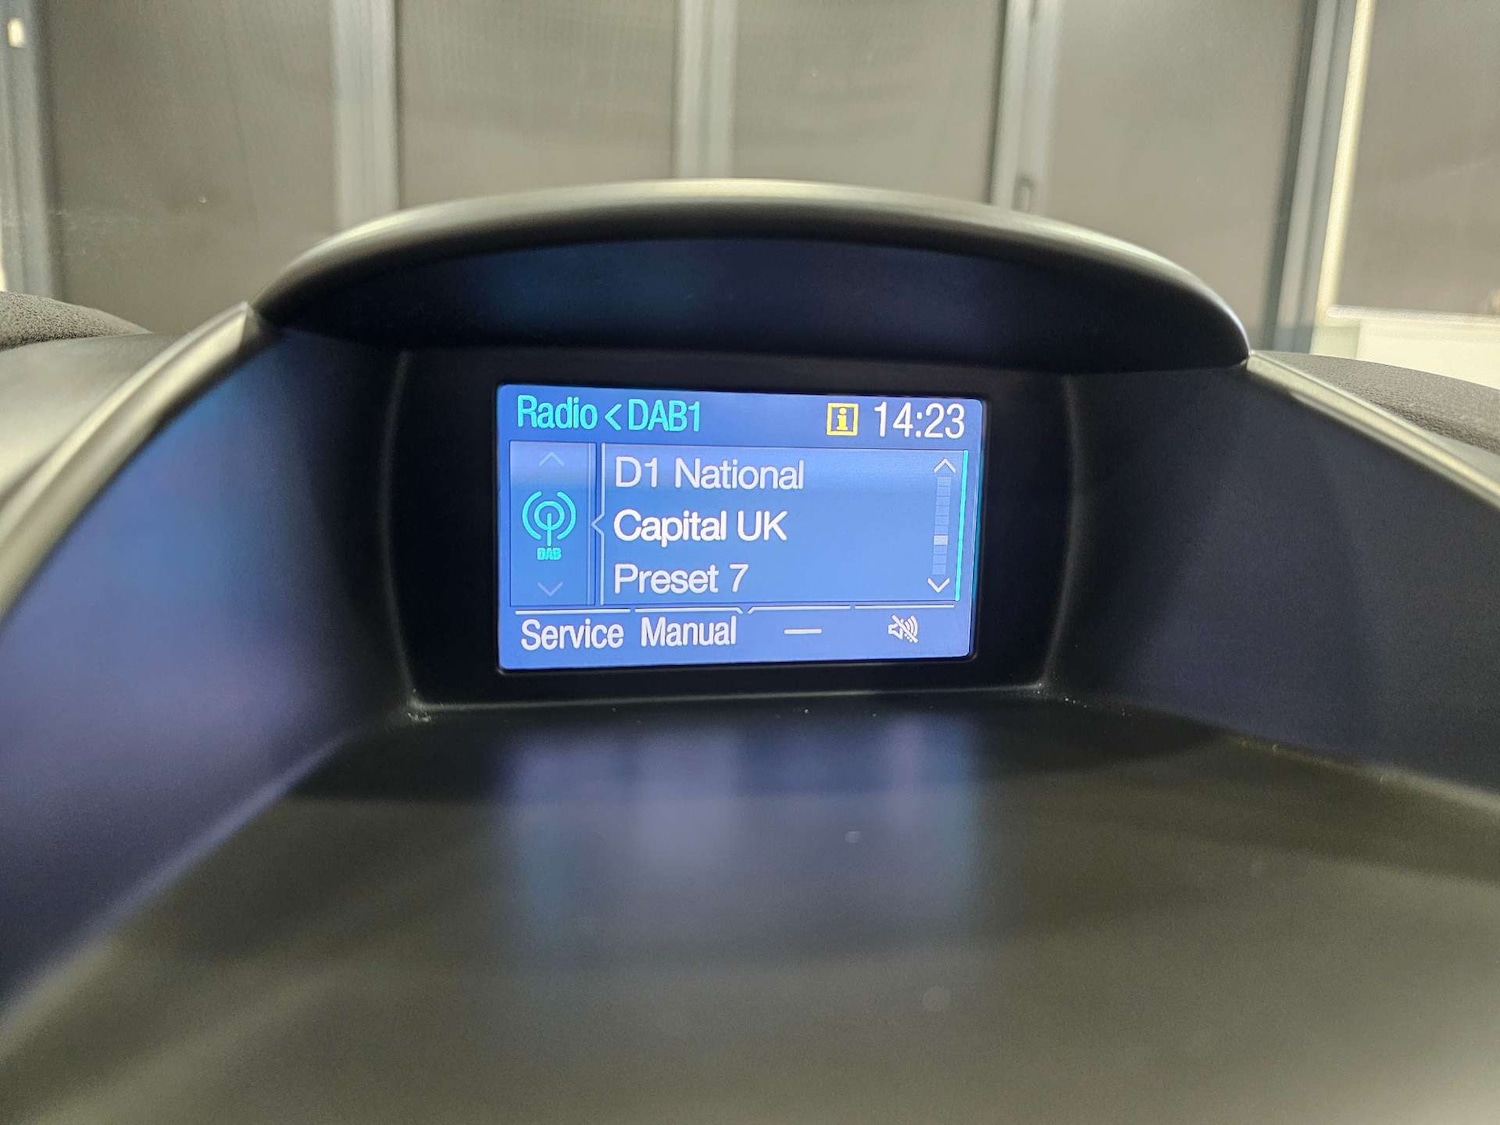 Radio < DAB1 i 14:23
D1 National
DAB
Capital UK
Preset 7
Service Manual —